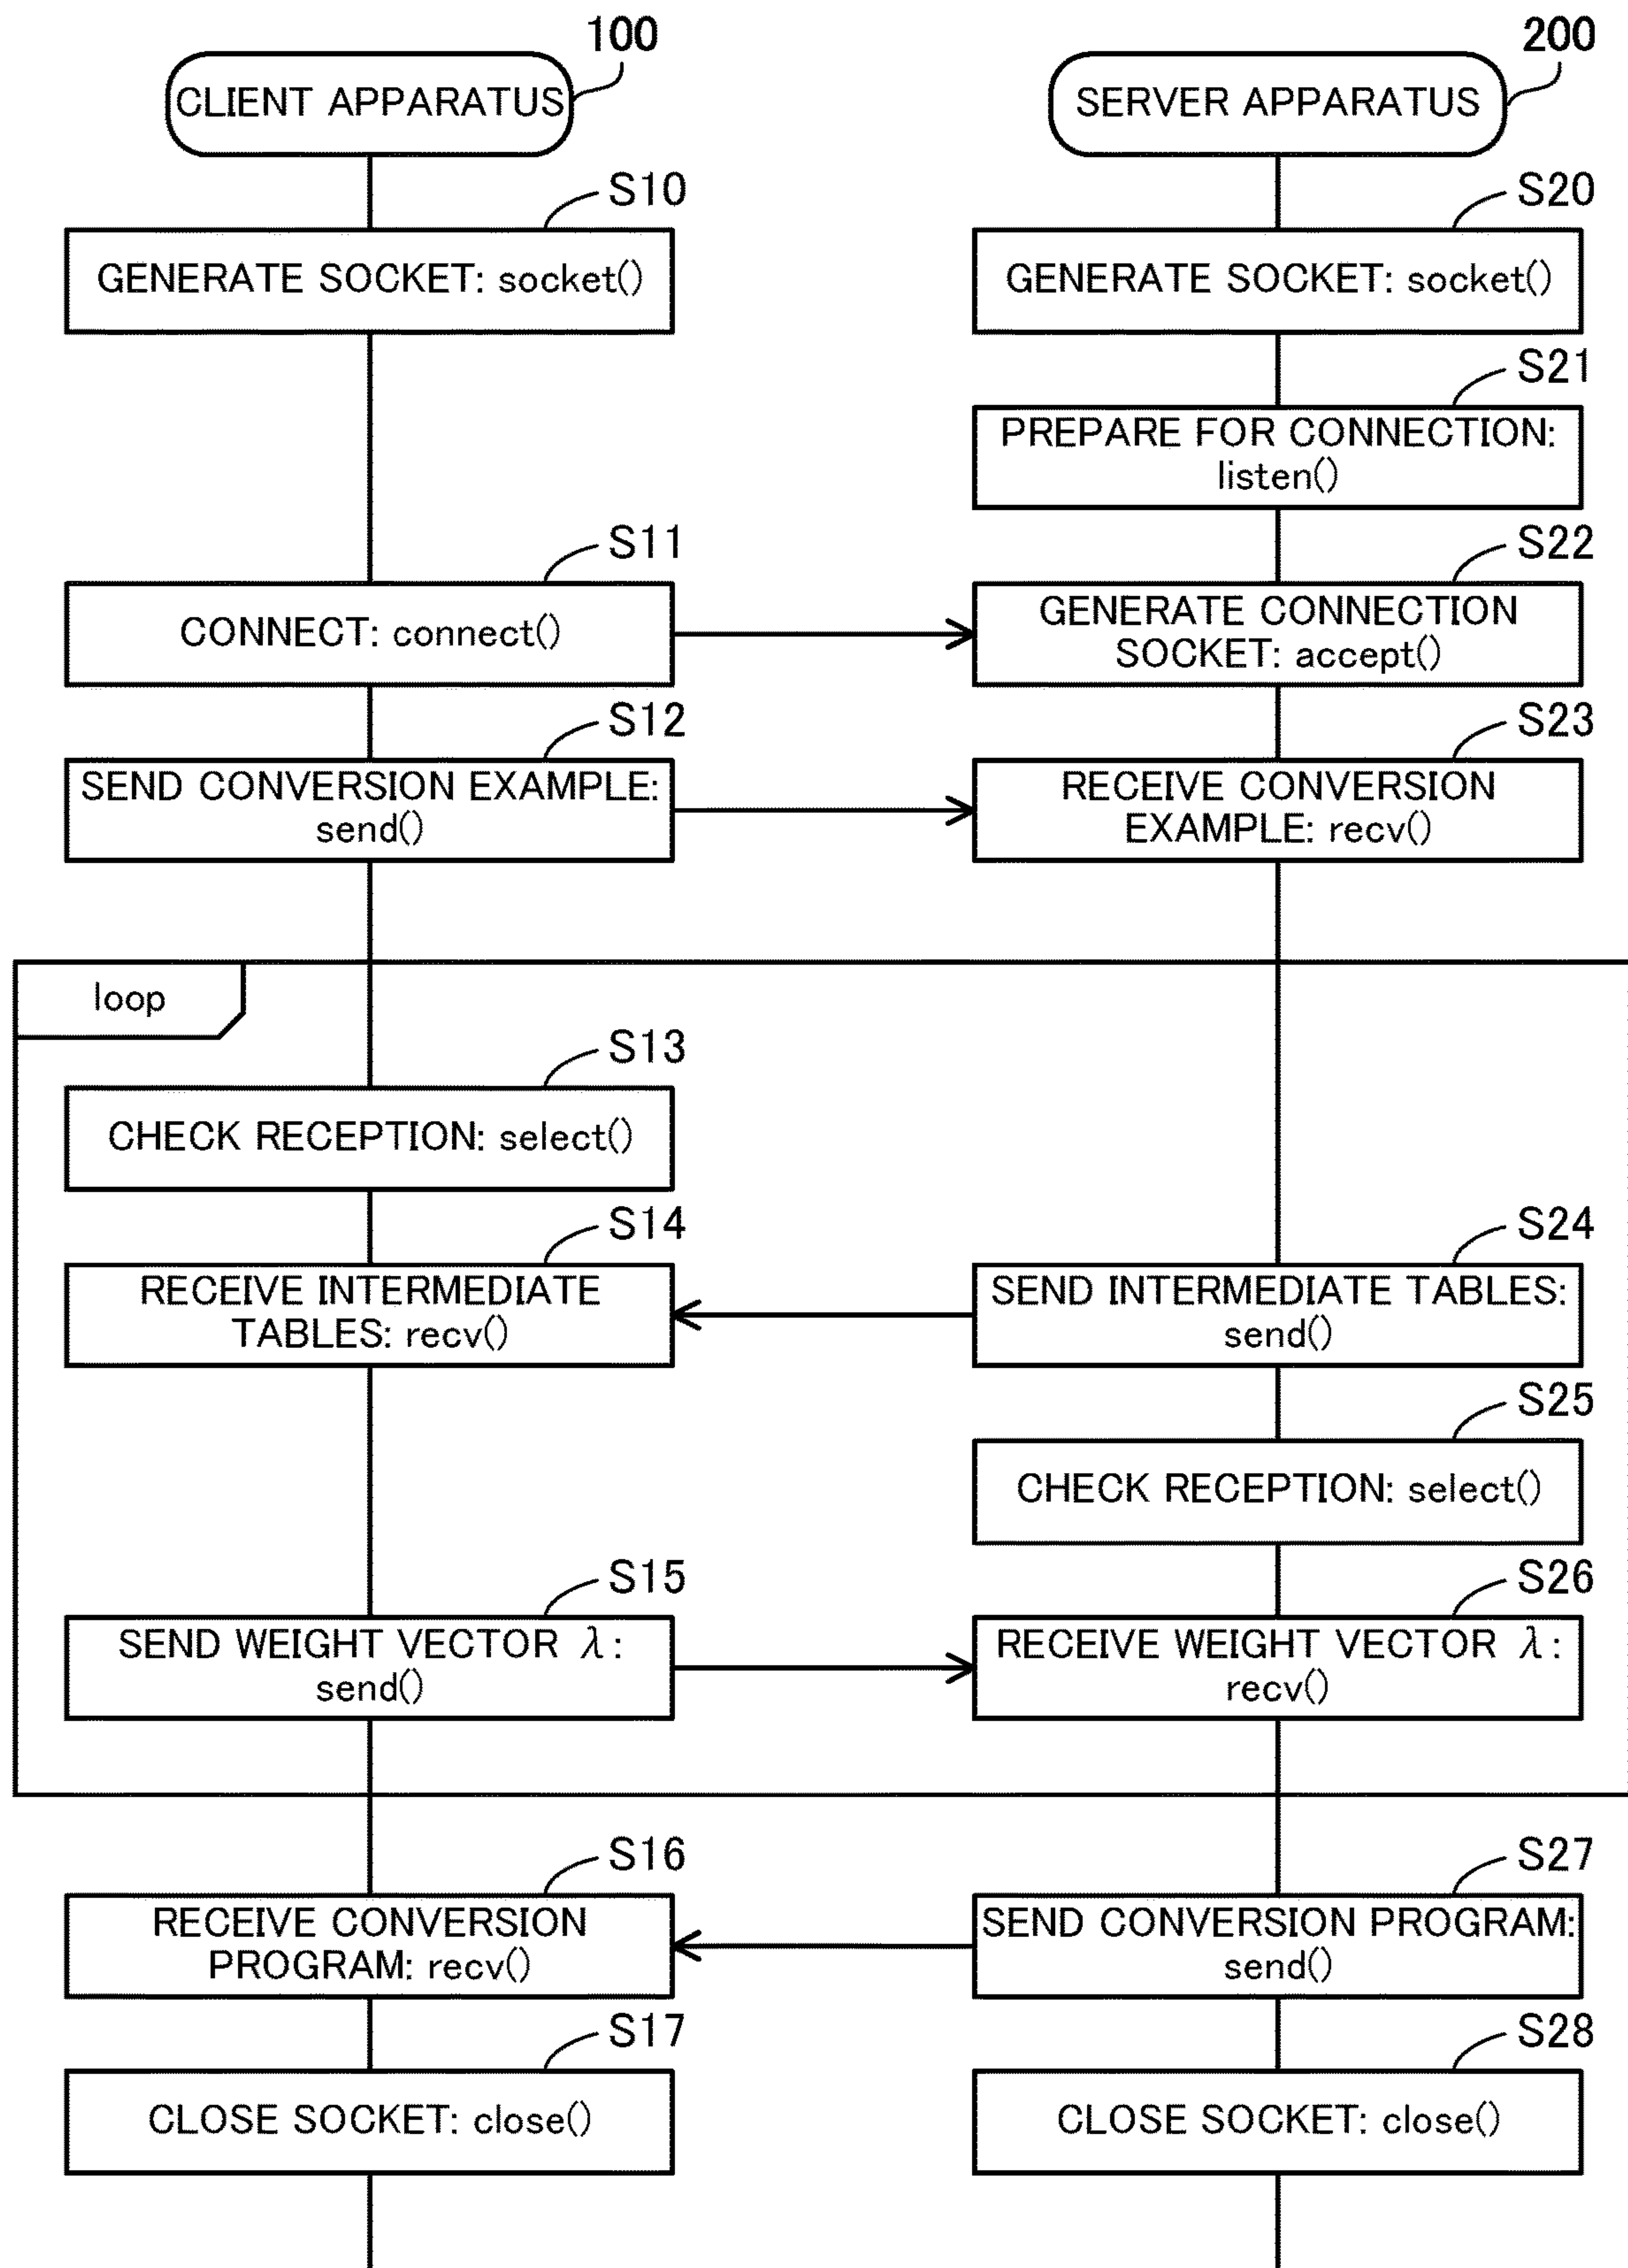 100
200
CLIENT APPARATUS
SERVER APPARATUS
S10
S20
GENERATE SOCKET: socket()
GENERATE SOCKET: socket()
S21
PREPARE FOR CONNECTION:
listen()
S11
S22
CONNECT: connect()
GENERATE CONNECTION
SOCKET: accept()
S12
S23
SEND CONVERSION EXAMPLE:
send()
RECEIVE CONVERSION
EXAMPLE: recv()
loop
S13
CHECK RECEPTION: select()
S14
S24
RECEIVE INTERMEDIATE
TABLES: recv()
SEND INTERMEDIATE TABLES:
send()
S25
CHECK RECEPTION: select()
S15
S26
SEND WEIGHT VECTOR λ:
send()
RECEIVE WEIGHT VECTOR λ:
recv()
S16
S27
RECEIVE CONVERSION
PROGRAM: recv()
SEND CONVERSION PROGRAM:
send()
S17
S28
CLOSE SOCKET: close()
CLOSE SOCKET: close()